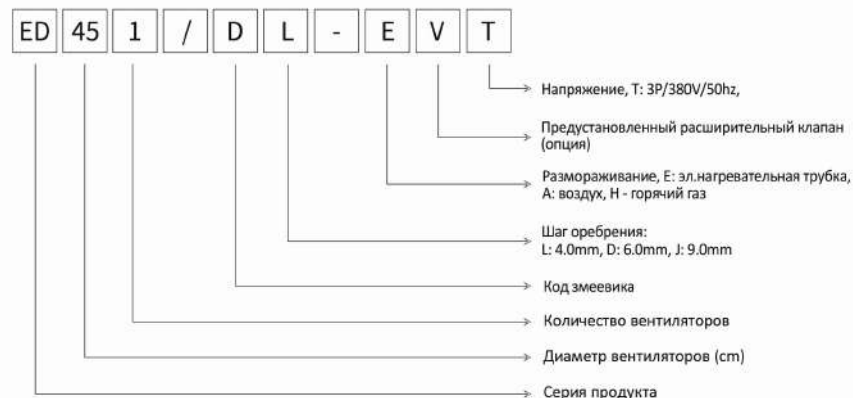 ED 45 1 / D L - E V T
Напряжение, T: 3P/380V/50hz,
Предустановленный расширительный клапан
(опция)
Размораживание, E: эл.нагревательная трубка,
A: воздух, H - горячий газ
Шаг оребрения:
L: 4.0mm, D: 6.0mm, J: 9.0mm
Код змеевика
Количество вентиляторов
Диаметр вентиляторов (cm)
Серия продукта